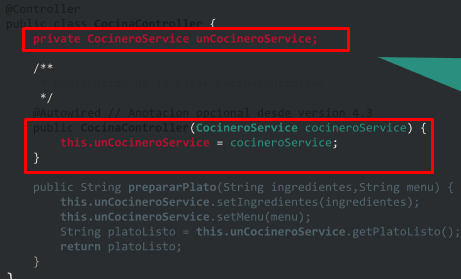 @Controller
public class CocinaController {
private CocineroService unCocineroService;
/**
*/
@Autowired // Anotacion opcional desde version 4.3
public CocinaController(CocineroService cocineroService) {
this.unCocineroService = cocineroService;
}
public String prepararPlato(String ingredientes,String menu) {
this.unCocineroService.setIngredientes(ingredientes);
this.unCocineroService.setMenu(menu);
String platoListo = this.unCocineroService.getPlatoListo();
return platoListo;
}
}